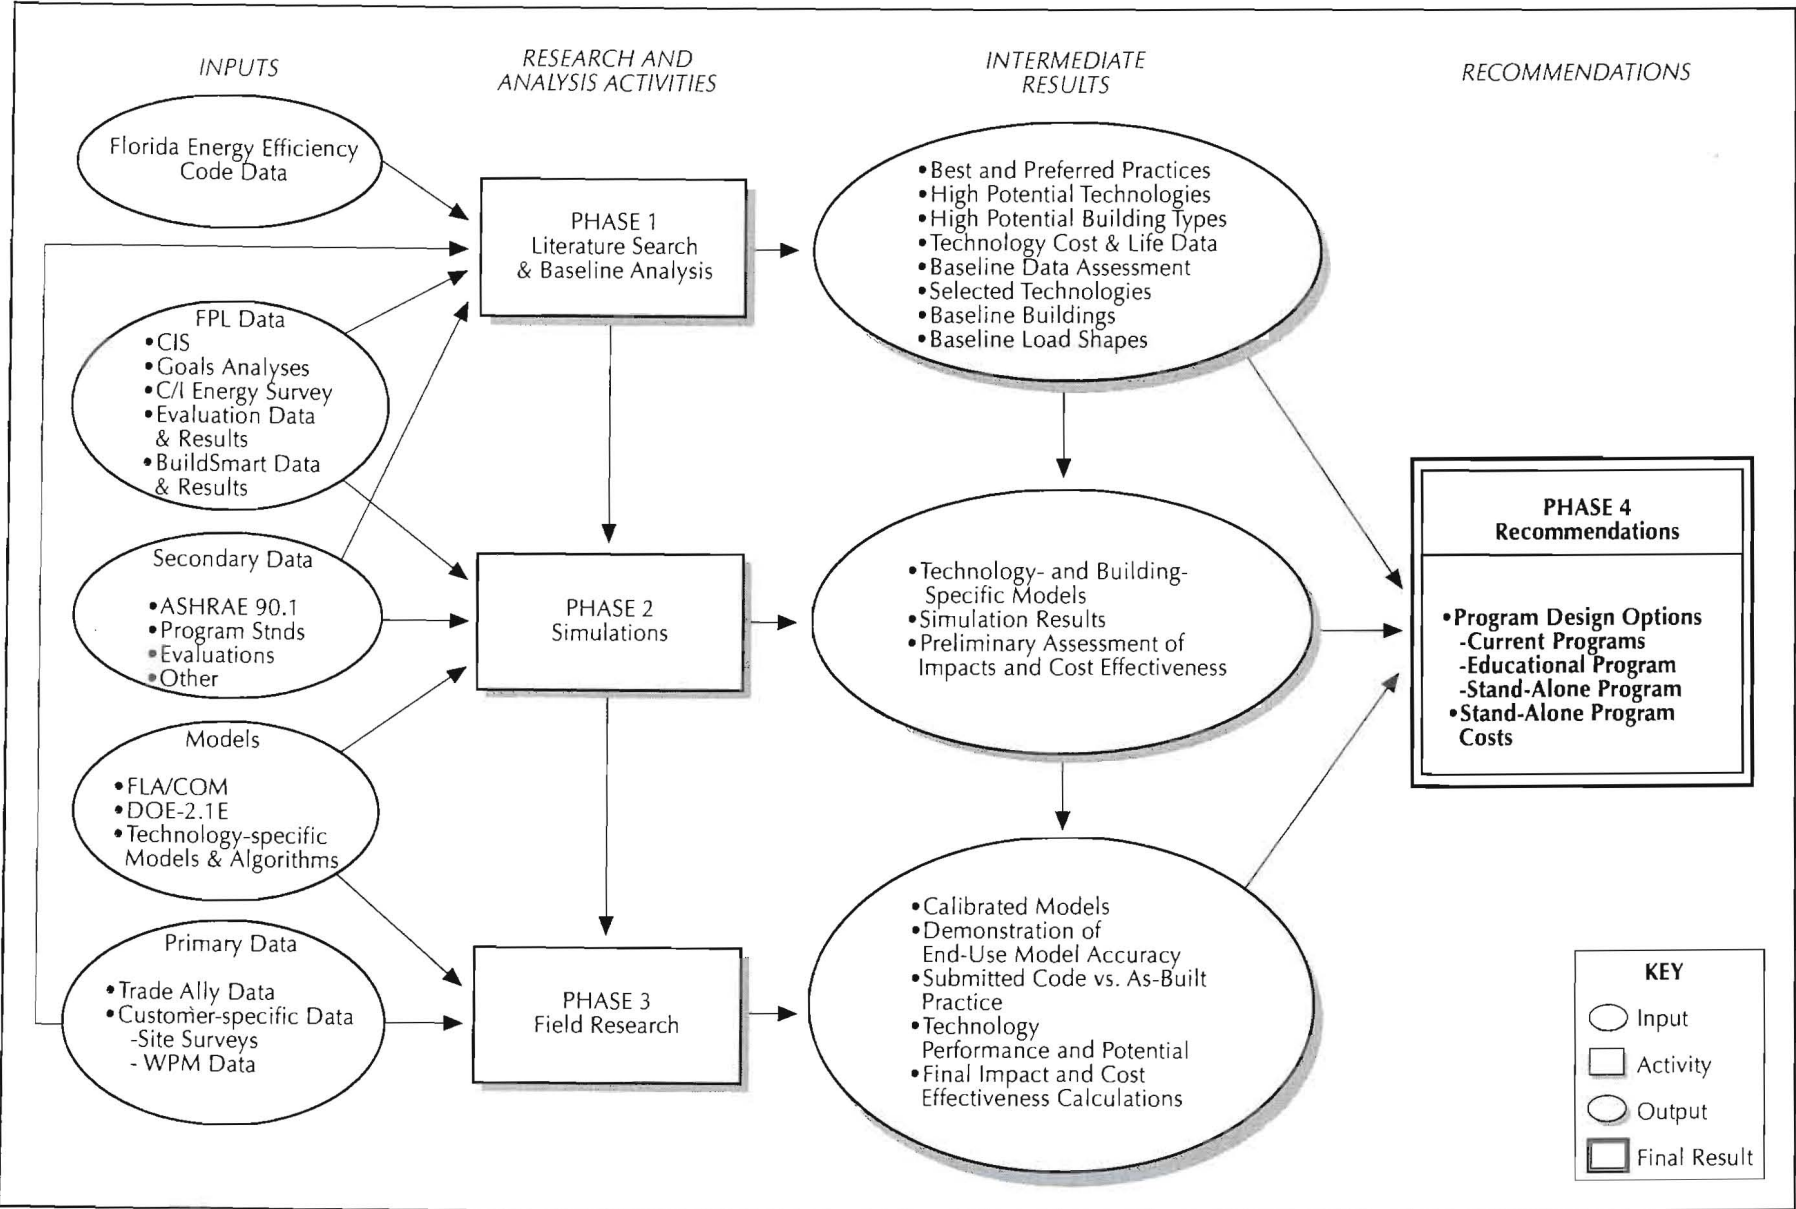 INPUTS
RESEARCH AND
ANALYSIS ACTIVITIES
INTERMEDIATE
RESULTS
RECOMMENDATIONS
Florida Energy Efficiency
Code Data
FPL Data
•CIS
•Goals Analyses
•C/I Energy Survey
•Evaluation Data
& Results
•BuildSmart Data
& Results
Secondary Data
•ASHRAE 90.1
•Program Stnds
•Evaluations
•Other
Models
•FLA/COM
•DOE-2.1E
•Technology-specific
Models & Algorithms
Primary Data
•Trade Ally Data
•Customer-specific Data
-Site Surveys
- WPM Data
PHASE 1
Literature Search
& Baseline Analysis
PHASE 2
Simulations
PHASE 3
Field Research
•Best and Preferred Practices
•High Potential Technologies
•High Potential Building Types
•Technology Cost & Life Data
•Baseline Data Assessment
•Selected Technologies
•Baseline Buildings
•Baseline Load Shapes
•Technology- and Building-
Specific Models
•Simulation Results
•Preliminary Assessment of
Impacts and Cost Effectiveness
•Calibrated Models
•Demonstration of
End-Use Model Accuracy
•Submitted Code vs. As-Built
Practice
•Technology
Performance and Potential
•Final Impact and Cost
Effectiveness Calculations
PHASE 4
Recommendations
•Program Design Options
-Current Programs
-Educational Program
-Stand-Alone Program
•Stand-Alone Program
Costs
KEY
Input
Activity
Output
Final Result